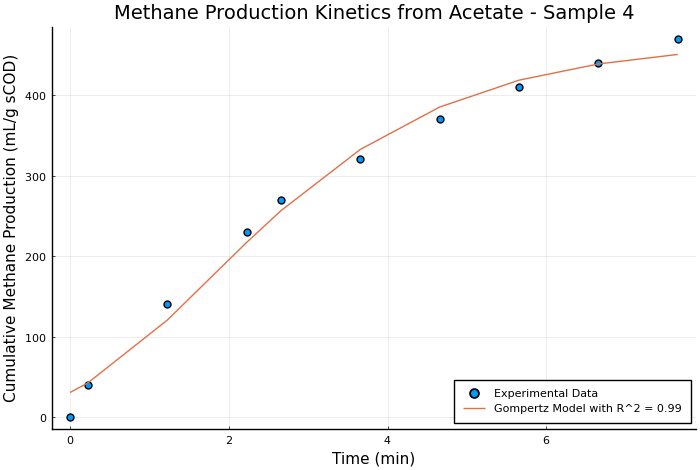 Methane Production Kinetics from Acetate - Sample 4
Cumulative Methane Production (mL/g sCOD)
400
300
200
100
0
0 2 4 6
Time (min)
Experimental Data
Gompertz Model with R^2 = 0.99